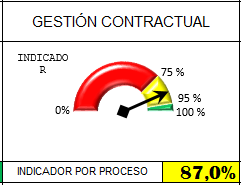 GESTIÓN CONTRACTUAL
INDICADO
R
75 %
95 %
0%
100 %
INDICADOR POR PROCESO 87,0%